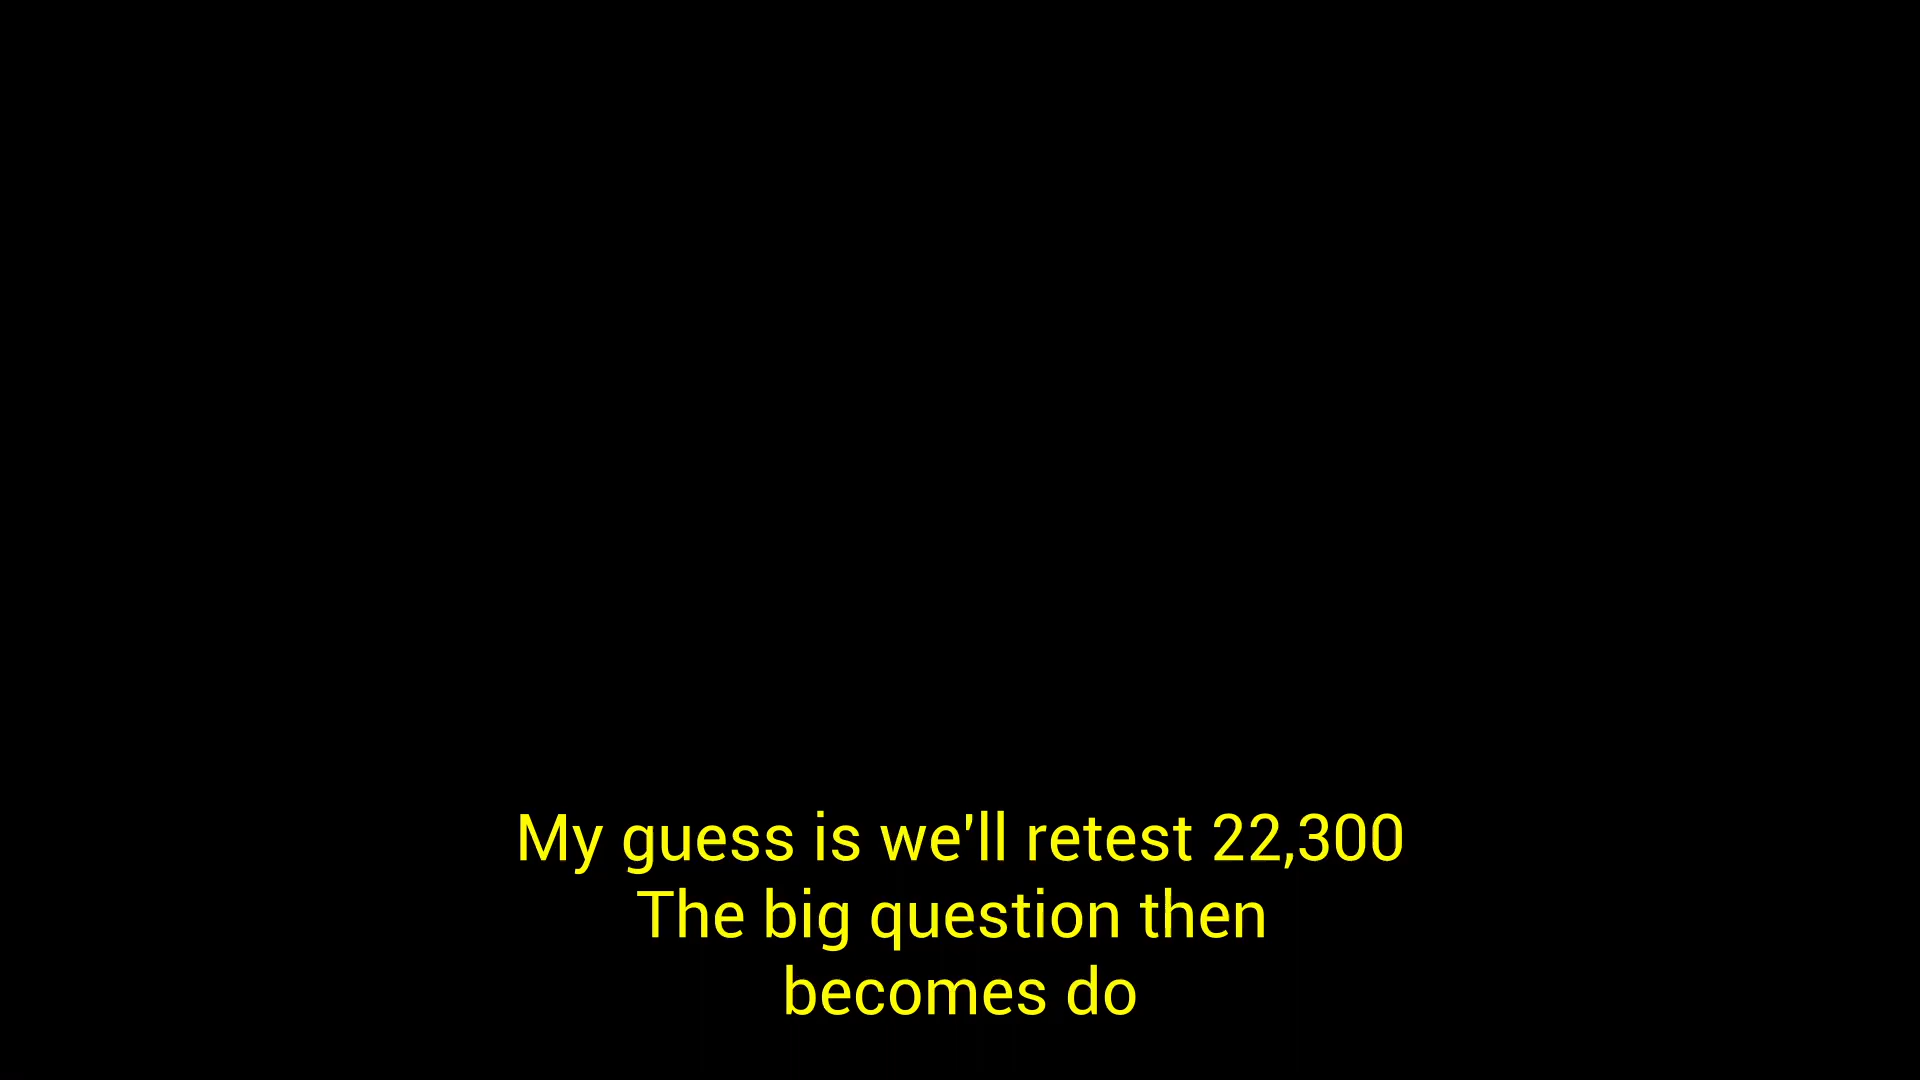 My guess is we'll retest 22,300
The big question then
becomes do